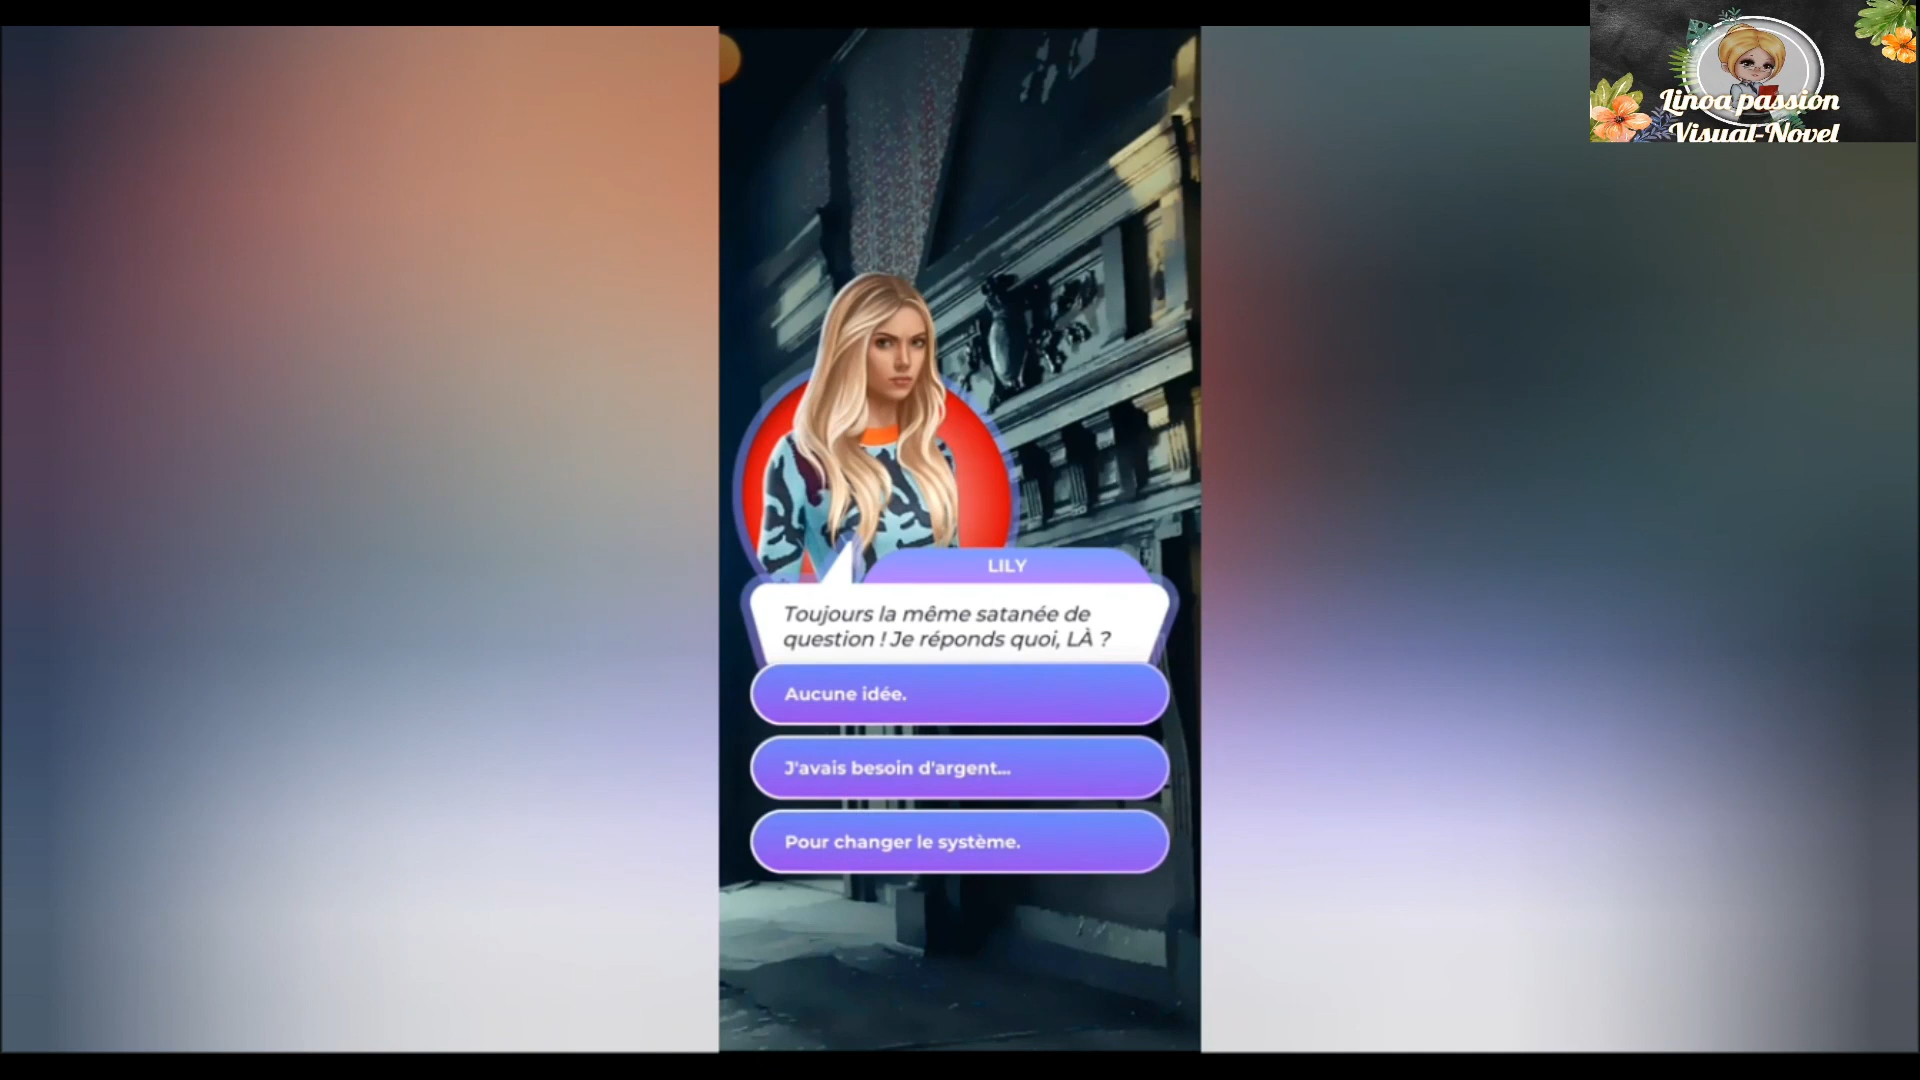 Linoa passion
Visual-Novel
LILY
Toujours la même satanée de
question ! Je réponds quoi, LÀ ?
Aucune idée.
J'avais besoin d'argent...
Pour changer le système.